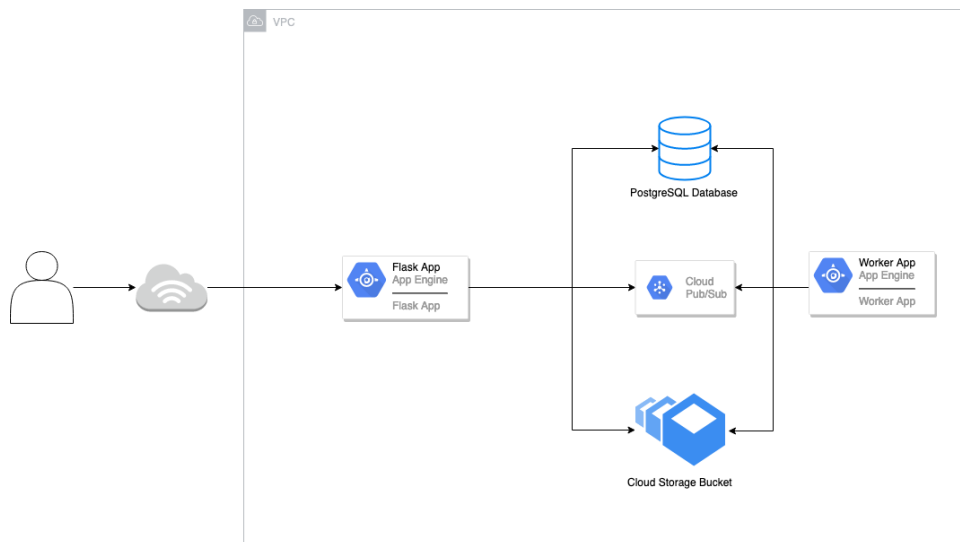 VPC
PostgreSQL Database
Flask App
App Engine
Flask App
Cloud
Pub/Sub
Worker App
App Engine
Worker App
Cloud Storage Bucket